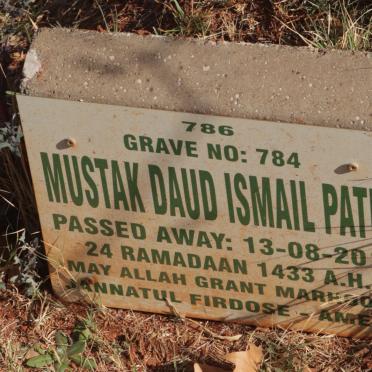 786
GRAVE NO: 784
MUSTAK DAUD ISMAIL PAT
PASSED AWAY: 13-08-20
24 RAMADAAN 1433 A.H.
MAY ALLAH GRANT MARHOO
JANNATUL FIRDOSE - AME